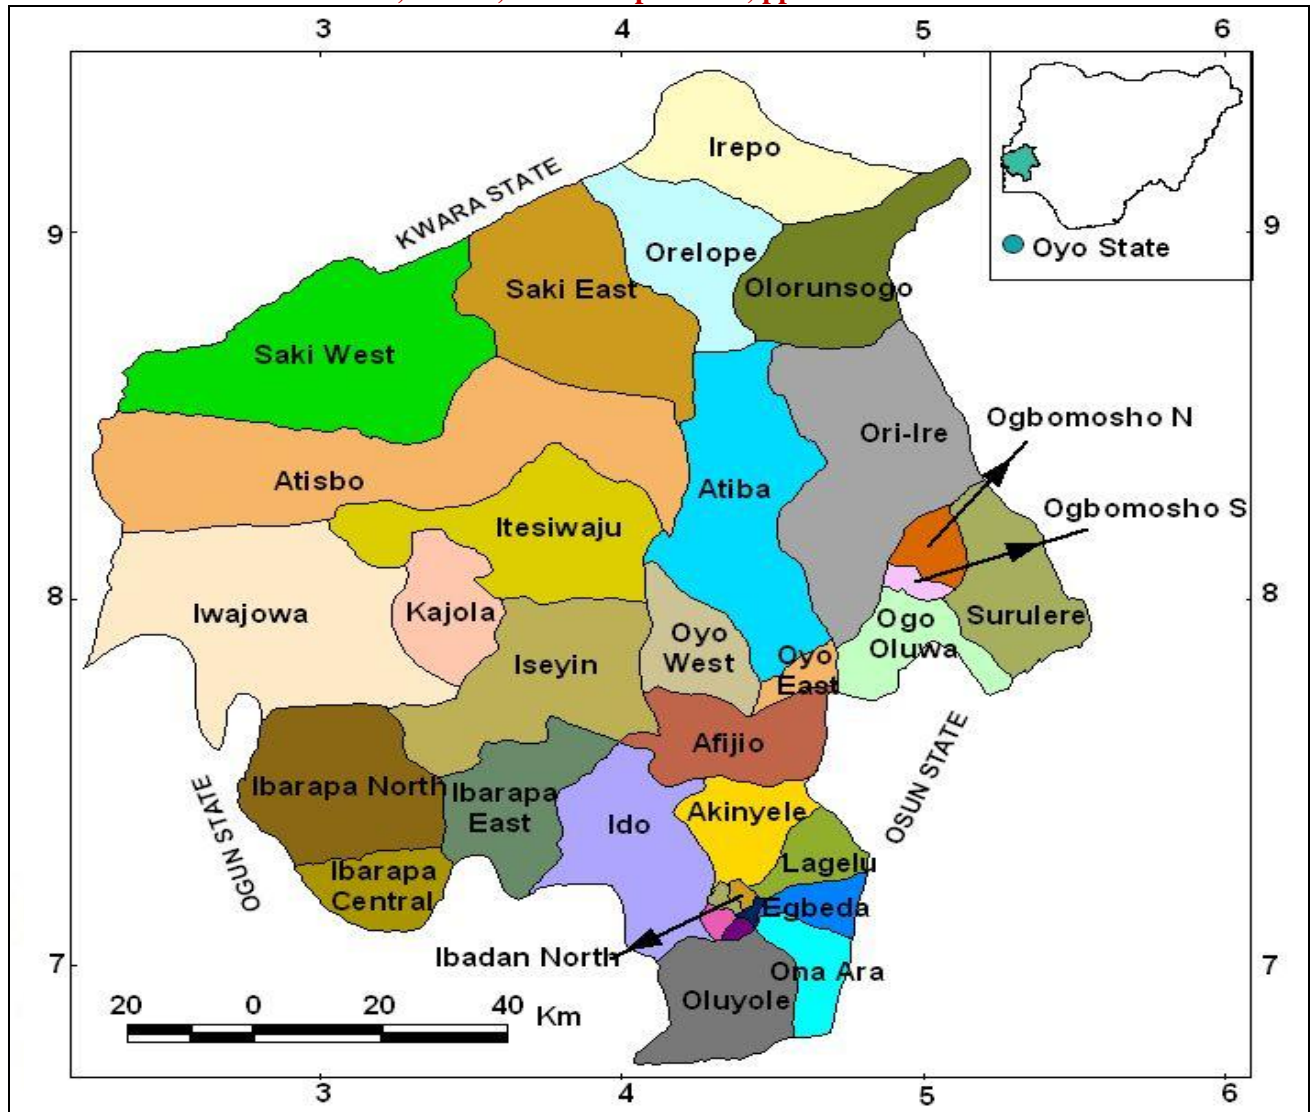 3 4 5 6
Irepo
KWARA STATE
Oyo State
9 9
Orelope
Saki East
Olorunsogo
Saki West
Ogbomosho N
Ori-Ire
Atisbo
Atiba
Ogbomosho S
Itesiwaju
8 8
Iwajowa
Kajola
Ogo
Oluwa
Surulere
Oyo
West
Iseyin
Oyo
East
Afijio
OSUN STATE
OGUN STATE
Ibarapa North
Ibarapa
East
Ido
Akinyele
Lagelu
Ibarapa
Central
Egbeda
Ibadan North
7 7
Ona Ara
Oluyole
20 0 20 40 Km
3 4 5 6